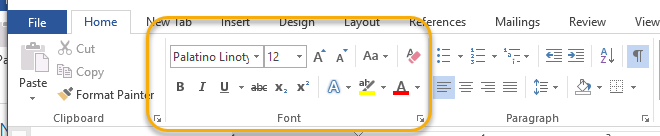 File Home New Tab Insert Design Layout References Mailings Review View
Cut
Palatino Linoty 12 A A Aa A
Copy
Paste
Format Painter
B I U abc x₂ x² A ab A
A Z
Clipboard Font Paragraph